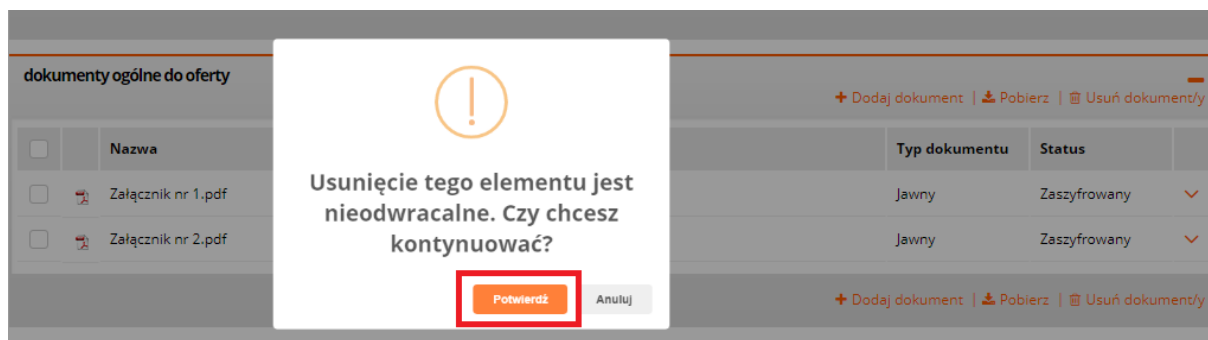 dokumenty ogólne do oferty
+ Dodaj dokument | Pobierz | Usuń dokument/y
Nazwa Typ dokumentu Status
Załącznik nr 1.pdf Jawny Zaszyfrowany
Załącznik nr 2.pdf Jawny Zaszyfrowany
+ Dodaj dokument | Pobierz | Usuń dokument/y
Usunięcie tego elementu jest
nieodwracalne. Czy chcesz
kontynuować?
Potwierdź Anuluj